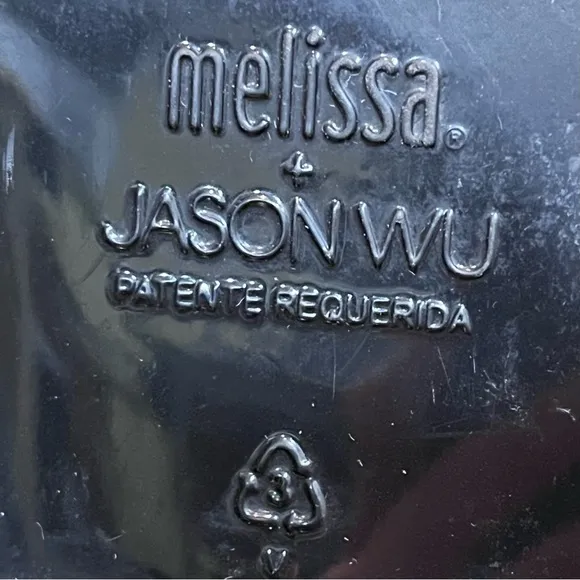 melissa®
+
JASON WU
PATENTE REQUERIDA
3
V